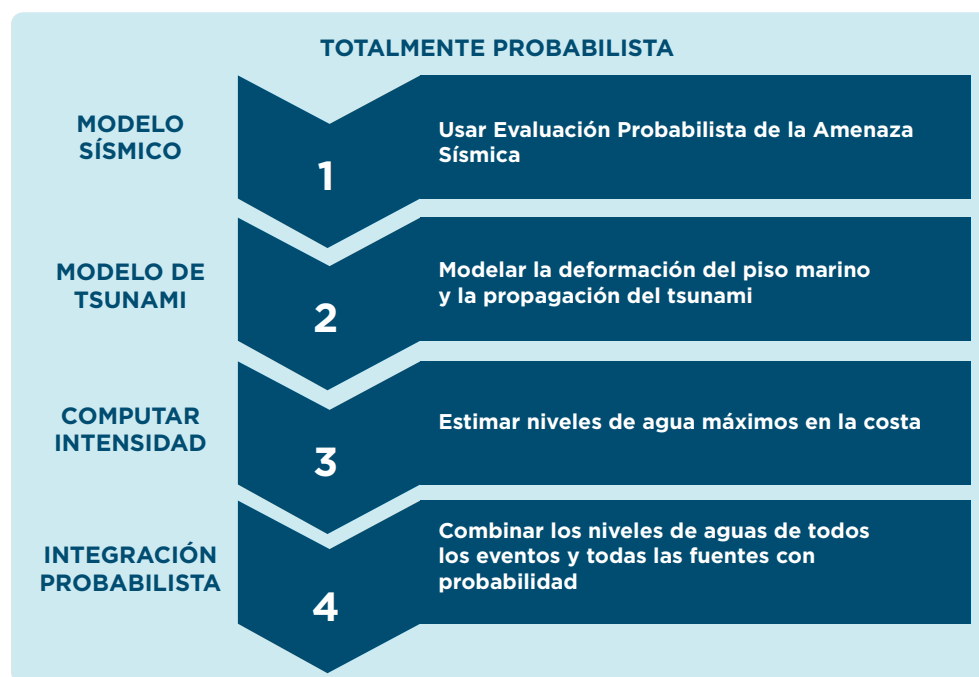 TOTALMENTE PROBABILISTA
MODELO
SÍSMICO
1
Usar Evaluación Probabilista de la Amenaza
Sísmica
MODELO DE
TSUNAMI
2
Modelar la deformación del piso marino
y la propagación del tsunami
COMPUTAR
INTENSIDAD
3
Estimar niveles de agua máximos en la costa
INTEGRACIÓN
PROBABILISTA
4
Combinar los niveles de aguas de todos
los eventos y todas las fuentes con
probabilidad